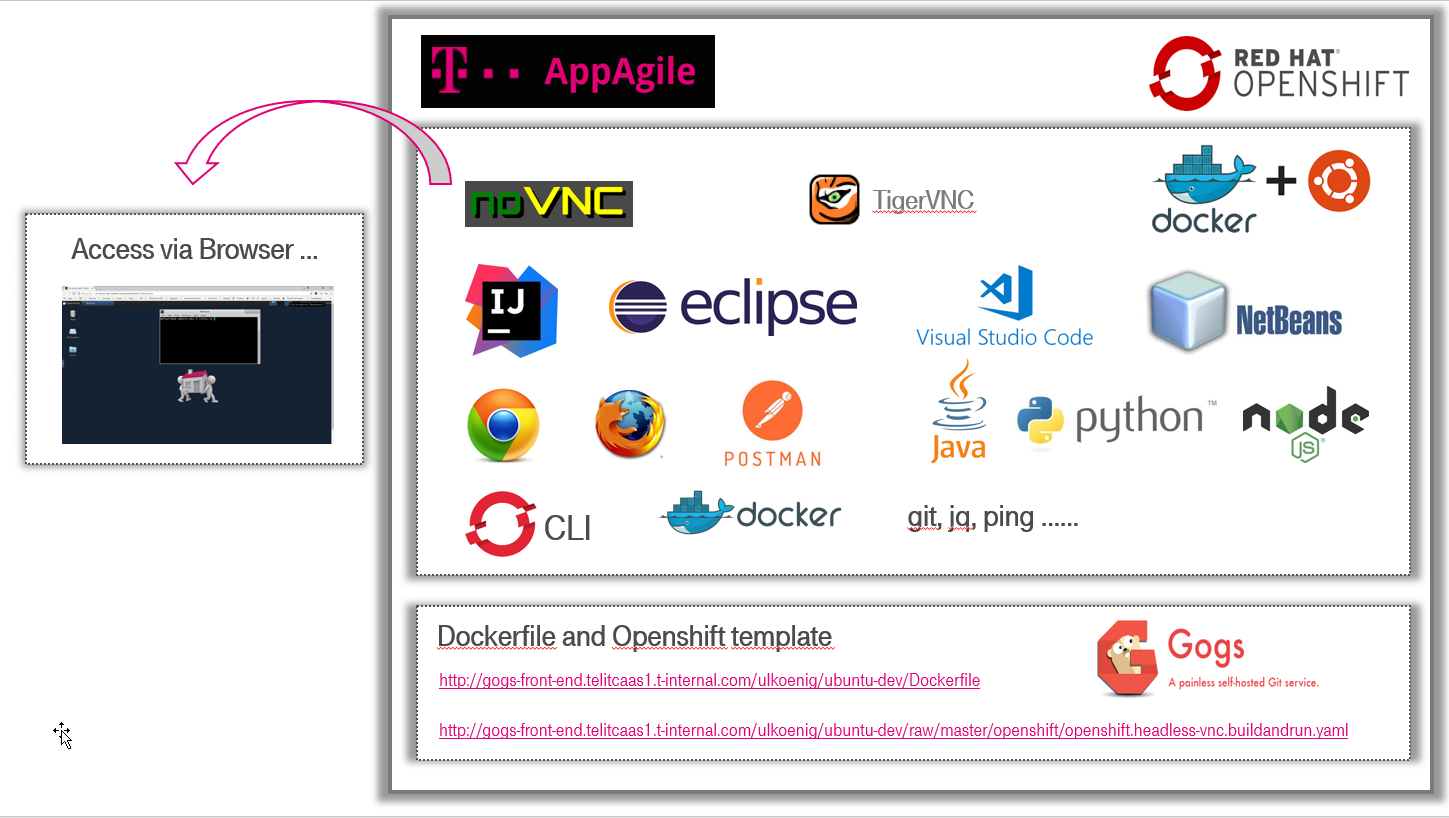 T AppAgile
RED HAT®
OPENSHIFT
noVNC
TigerVNC
docker
+
Access via Browser ...
IJ
eclipse
Visual Studio Code
NetBeans
POSTMAN
Java
python™
node
JS®
CLI
docker
git, jq, ping ......
Dockerfile and Openshift template
Gogs
A painless self-hosted Git service.
http://gogs-front-end.telitcaas1.t-internal.com/ulkoenig/ubuntu-dev/Dockerfile
http://gogs-front-end.telitcaas1.t-internal.com/ulkoenig/ubuntu-dev/raw/master/openshift/openshift.headless-vnc.buildandrun.yaml